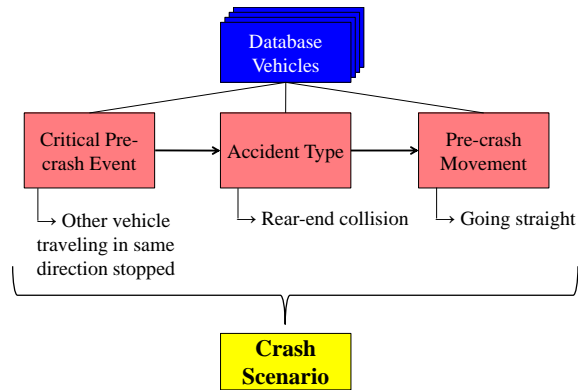 Database
Vehicles
Critical Pre-
crash Event
Accident Type
Pre-crash
Movement
→ Other vehicle
traveling in same
direction stopped
→ Rear-end collision
→ Going straight
Crash
Scenario